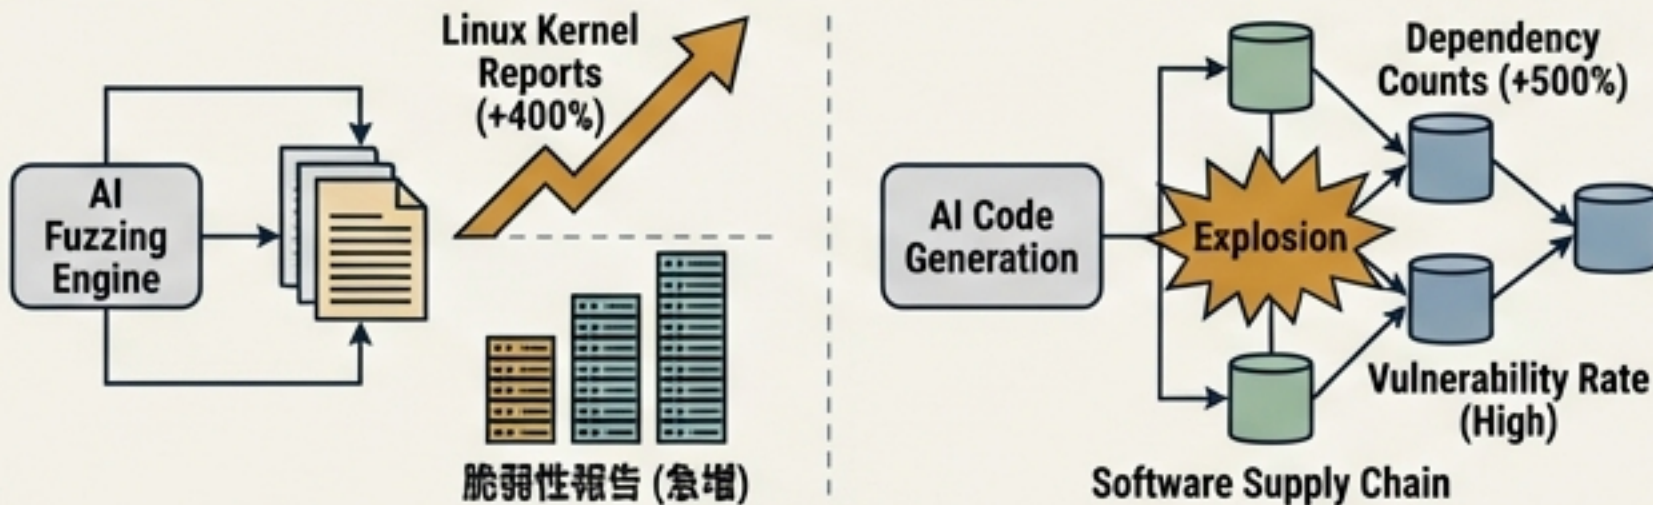 AI
Fuzzing
Engine
Linux Kernel
Reports
(+400%)
脆弱性報告 (急増)
AI Code
Generation
Explosion
Dependency
Counts (+500%)
Vulnerability Rate
(High)
Software Supply Chain